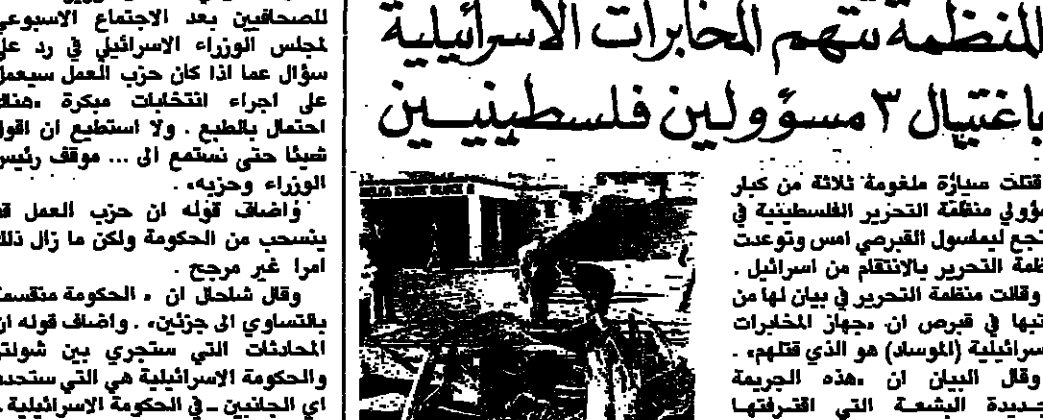 المنظمة تتهم المخابرات الاسرائيلية
باغتيال ٣ مسؤولين فلسطينيين
قتلت سيارة ملغومة ثلاثة من كبار
مؤولي منظمة التحرير الفلسطينية في
تجع ليماسول القبرصي امس وتوعدت
ظمة التحرير بالانتقام من اسرائيل .
وقالت منظمة التحرير في بيان لها من
تبها في قبرص ان «جهاز المخابرات
سرائيلية (الموساد) هو الذي قتلهم» .
وقال البيان ان «هذه الجريمة
جديدة البشعة التي اقترفتها
للصحافيين بعد الاجتماع الاسبوعي
لمجلس الوزراء الاسرائيلي في رد على
سؤال عما اذا كان حزب العمل سيعمل
على اجراء انتخابات مبكرة «هناك
احتمال بالطبع . ولا استطيع ان اقول
شيئا حتى نستمع الى ... موقف رئيس
الوزراء وحزبه» .
واضاف قوله ان حزب العمل قد
ينسحب من الحكومة ولكن ما زال ذلك
امرا غير مرجح .
وقال شاحال ان « الحكومة منقسمة
بالتساوي الى جزئين» . واضاف قوله ان
المحادثات التي ستجري بين شولتز
والحكومة الاسرائيلية هي التي ستحدد
اي الجانبين - في الحكومة الاسرائيلية .